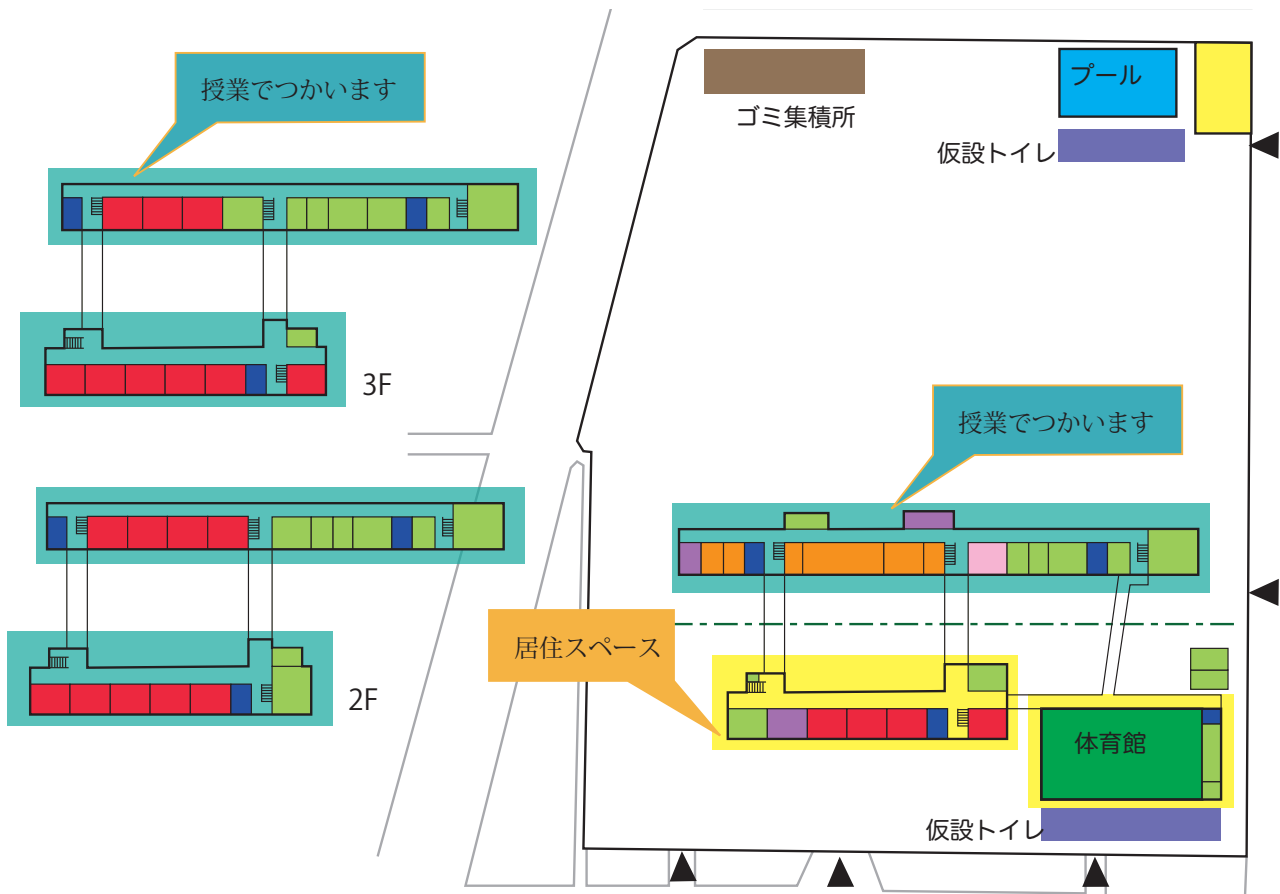 授業でつかいます
プール
ゴミ集積所
仮設トイレ
3F
授業でつかいます
居住スペース
2F
体育館
仮設トイレ